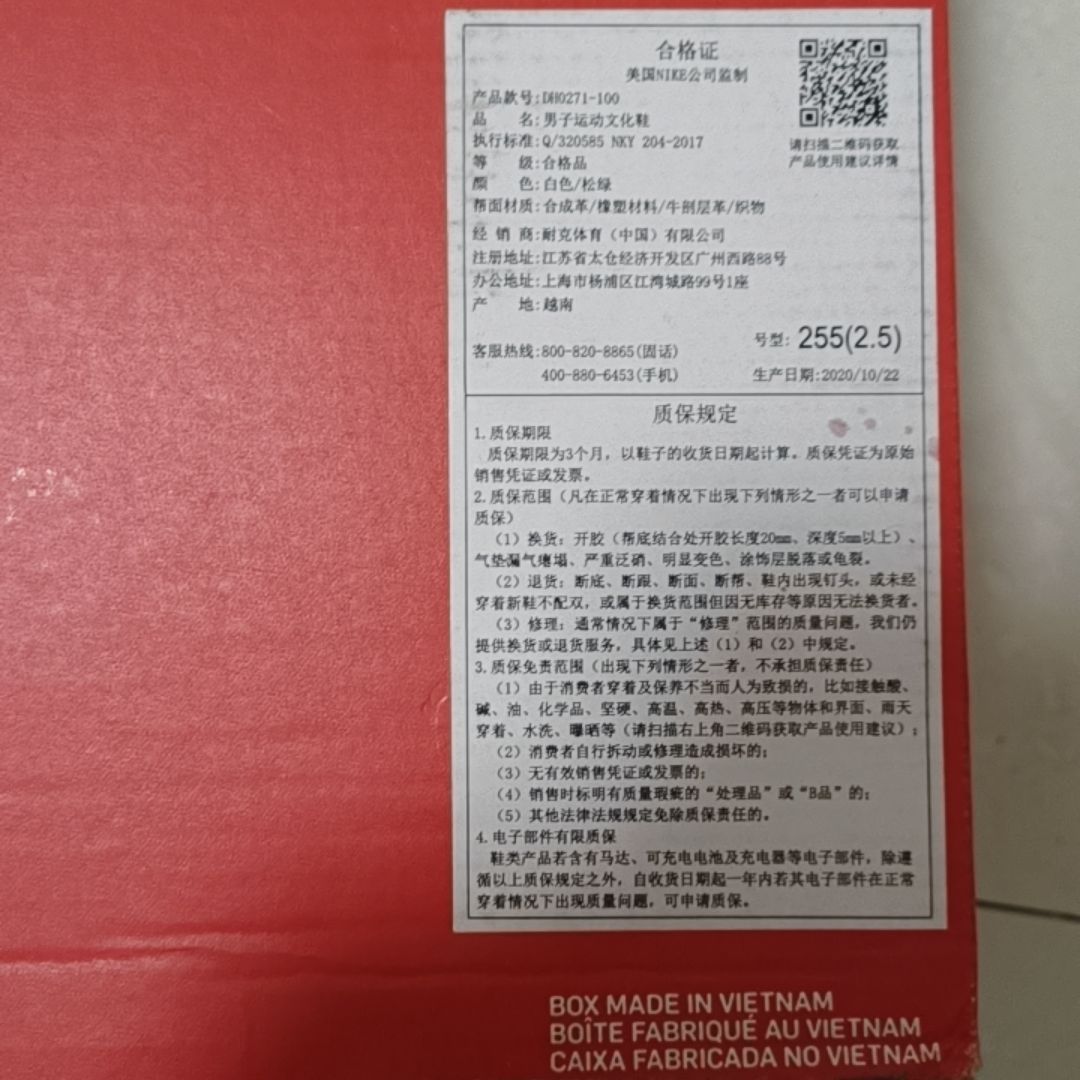 合格证
美国NIKE公司监制
产品款号:DH0271-100
品　　名:男子运动文化鞋
执行标准:Q/320585 NKY 204-2017
等　　级:合格品
颜　　色:白色/松绿
帮面材质:合成革/橡塑材料/牛剖层革/织物
经 销 商:耐克体育（中国）有限公司
注册地址:江苏省太仓经济开发区广州西路88号
办公地址:上海市杨浦区江湾城路99号1座
产　　地:越南
请扫描二维码获取
产品使用建议详情
客服热线:800-820-8865(固话)
400-880-6453(手机)
号型: 255(2.5)
生产日期:2020/10/22
质保规定
1.质保期限
质保期限为3个月，以鞋子的收货日期起计算。质保凭证为原始
销售凭证或发票。
2.质保范围（凡在正常穿着情况下出现下列情形之一者可以申请
质保）
（1）换货：开胶（帮底结合处开胶长度20mm、深度5mm以上）、
气垫漏气瘪塌、严重泛硝、明显变色、涂饰层脱落或龟裂。
（2）退货：断底、断跟、断面、断帮、鞋内出现钉头，或未经
穿着新鞋不配双，或属于换货范围但因无库存等原因无法换货者。
（3）修理：通常情况下属于“修理”范围的质量问题，我们仍
提供换货或退货服务，具体见上述（1）和（2）中规定。
3.质保免责范围（出现下列情形之一者，不承担质保责任）
（1）由于消费者穿着及保养不当而人为致损的，比如接触酸、
碱、油、化学品、坚硬、高温、高热、高压等物体和界面、雨天
穿着、水洗、曝晒等（请扫描右上角二维码获取产品使用建议）；
（2）消费者自行拆动或修理造成损坏的；
（3）无有效销售凭证或发票的；
（4）销售时标明有质量瑕疵的“处理品”或“B品”的；
（5）其他法律法规规定免除质保责任的。
4.电子部件有限质保
鞋类产品若含有马达、可充电电池及充电器等电子部件，除遵
循以上质保规定之外，自收货日期起一年内若其电子部件在正常
穿着情况下出现质量问题，可申请质保。
BOX MADE IN VIETNAM
BOÎTE FABRIQUÉ AU VIETNAM
CAIXA FABRICADA NO VIETNAM